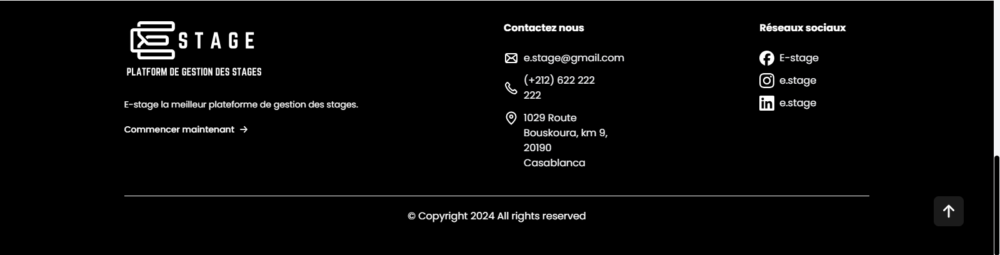 STAGE
PLATFORM DE GESTION DES STAGES
E-stage la meilleur plateforme de gestion des stages.
Commencer maintenant
Contactez nous
e.stage@gmail.com
(+212) 622 222
222
1029 Route
Bouskoura, km 9,
20190
Casablanca
Réseaux sociaux
E-stage
e.stage
e.stage
© Copyright 2024 All rights reserved